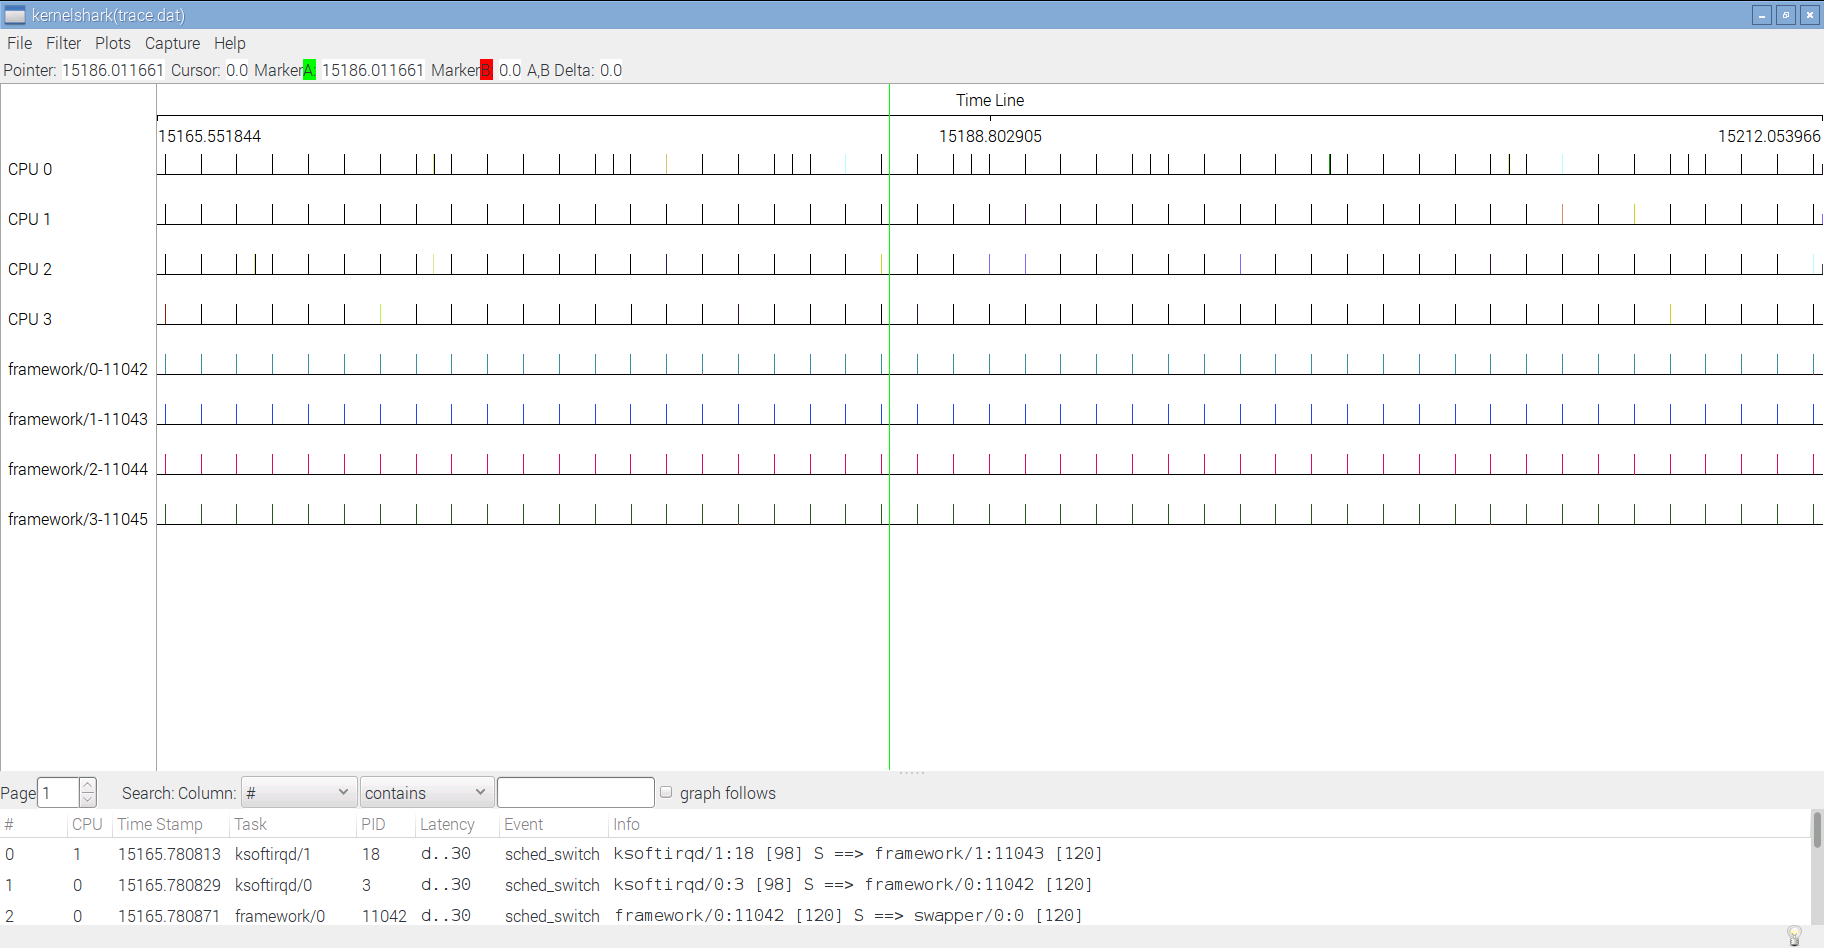 kernelshark(trace.dat)
File Filter Plots Capture Help
Pointer: 15186.011661 Cursor: 0.0 MarkerA: 15186.011661 MarkerB: 0.0 A,B Delta: 0.0
Time Line
15165.551844 15188.802905 15212.053966
CPU 0
CPU 1
CPU 2
CPU 3
framework/0-11042
framework/1-11043
framework/2-11044
framework/3-11045
Page 1 Search: Column: # contains graph follows
# CPU Time Stamp Task PID Latency Event Info
0 1 15165.780813 ksoftirqd/1 18 d..30 sched_switch ksoftirqd/1:18 [98] S ==> framework/1:11043 [120]
1 0 15165.780829 ksoftirqd/0 3 d..30 sched_switch ksoftirqd/0:3 [98] S ==> framework/0:11042 [120]
2 0 15165.780871 framework/0 11042 d..30 sched_switch framework/0:11042 [120] S ==> swapper/0:0 [120]